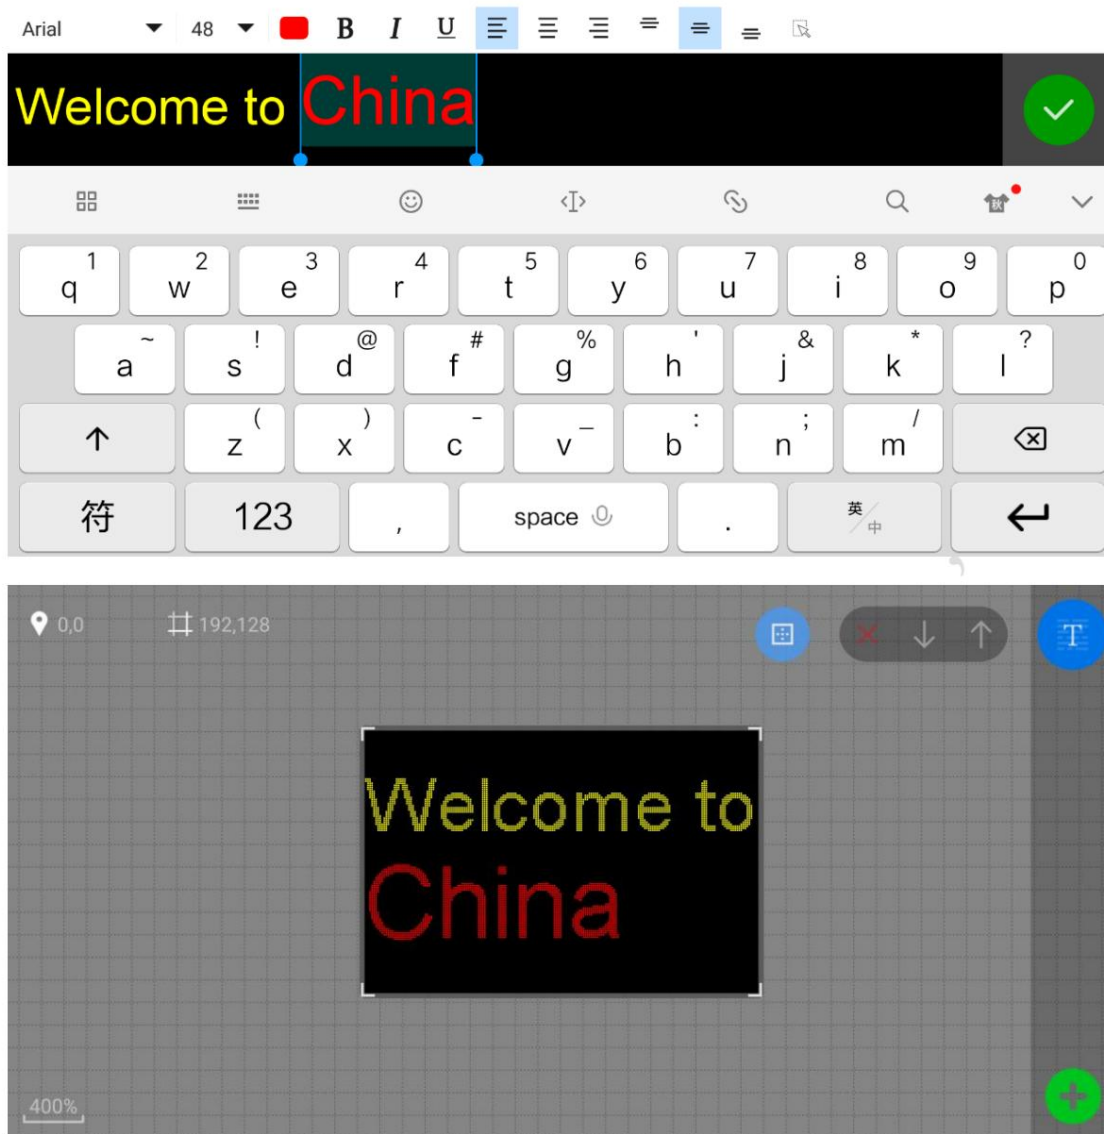 Arial 48 B I U
Welcome to China
1 2 3 4 5 6 7 8 9 0
q w e r t y u i o p
~ ! @ # % ' & * ?
a s d f g h j k l
( ) - _ : ; /
z x c v b n m
符 123 , space . 英/中
0,0 192,128
T
Welcome to
China
400%